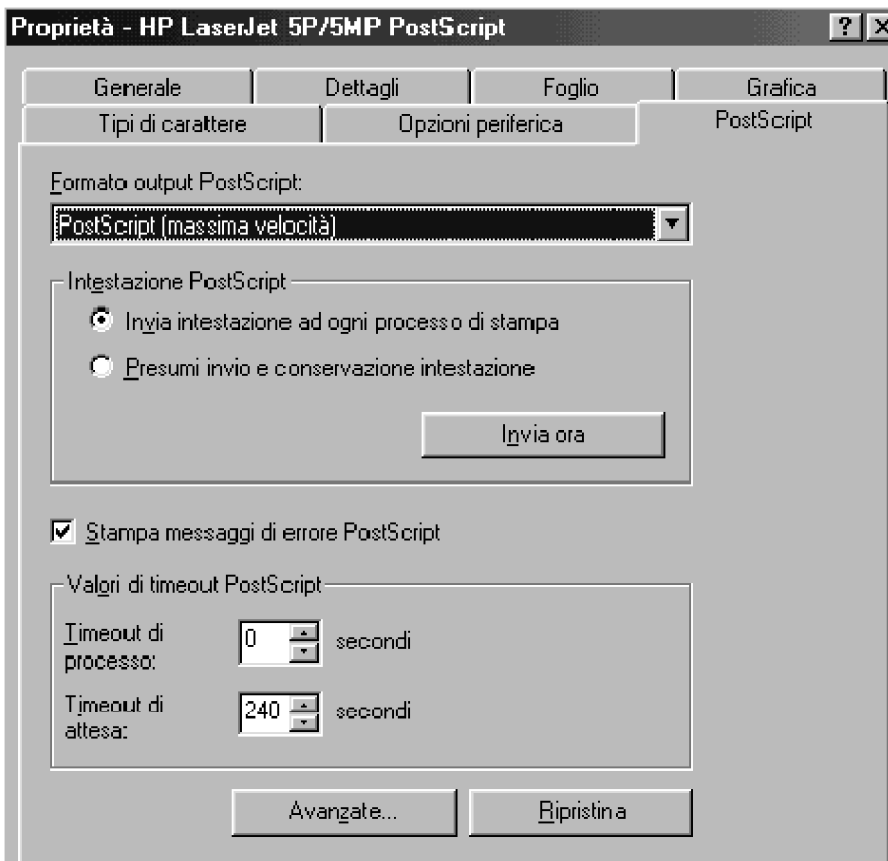 Proprietà - HP LaserJet 5P/5MP PostScript
Generale Dettagli Foglio Grafica
Tipi di carattere Opzioni periferica PostScript
Formato output PostScript:
PostScript (massima velocità)
Intestazione PostScript
Invia intestazione ad ogni processo di stampa
Presumi invio e conservazione intestazione
Invia ora
Stampa messaggi di errore PostScript
Valori di timeout PostScript
Timeout di
processo:
0 secondi
Timeout di
attesa:
240 secondi
Avanzate... Ripristina